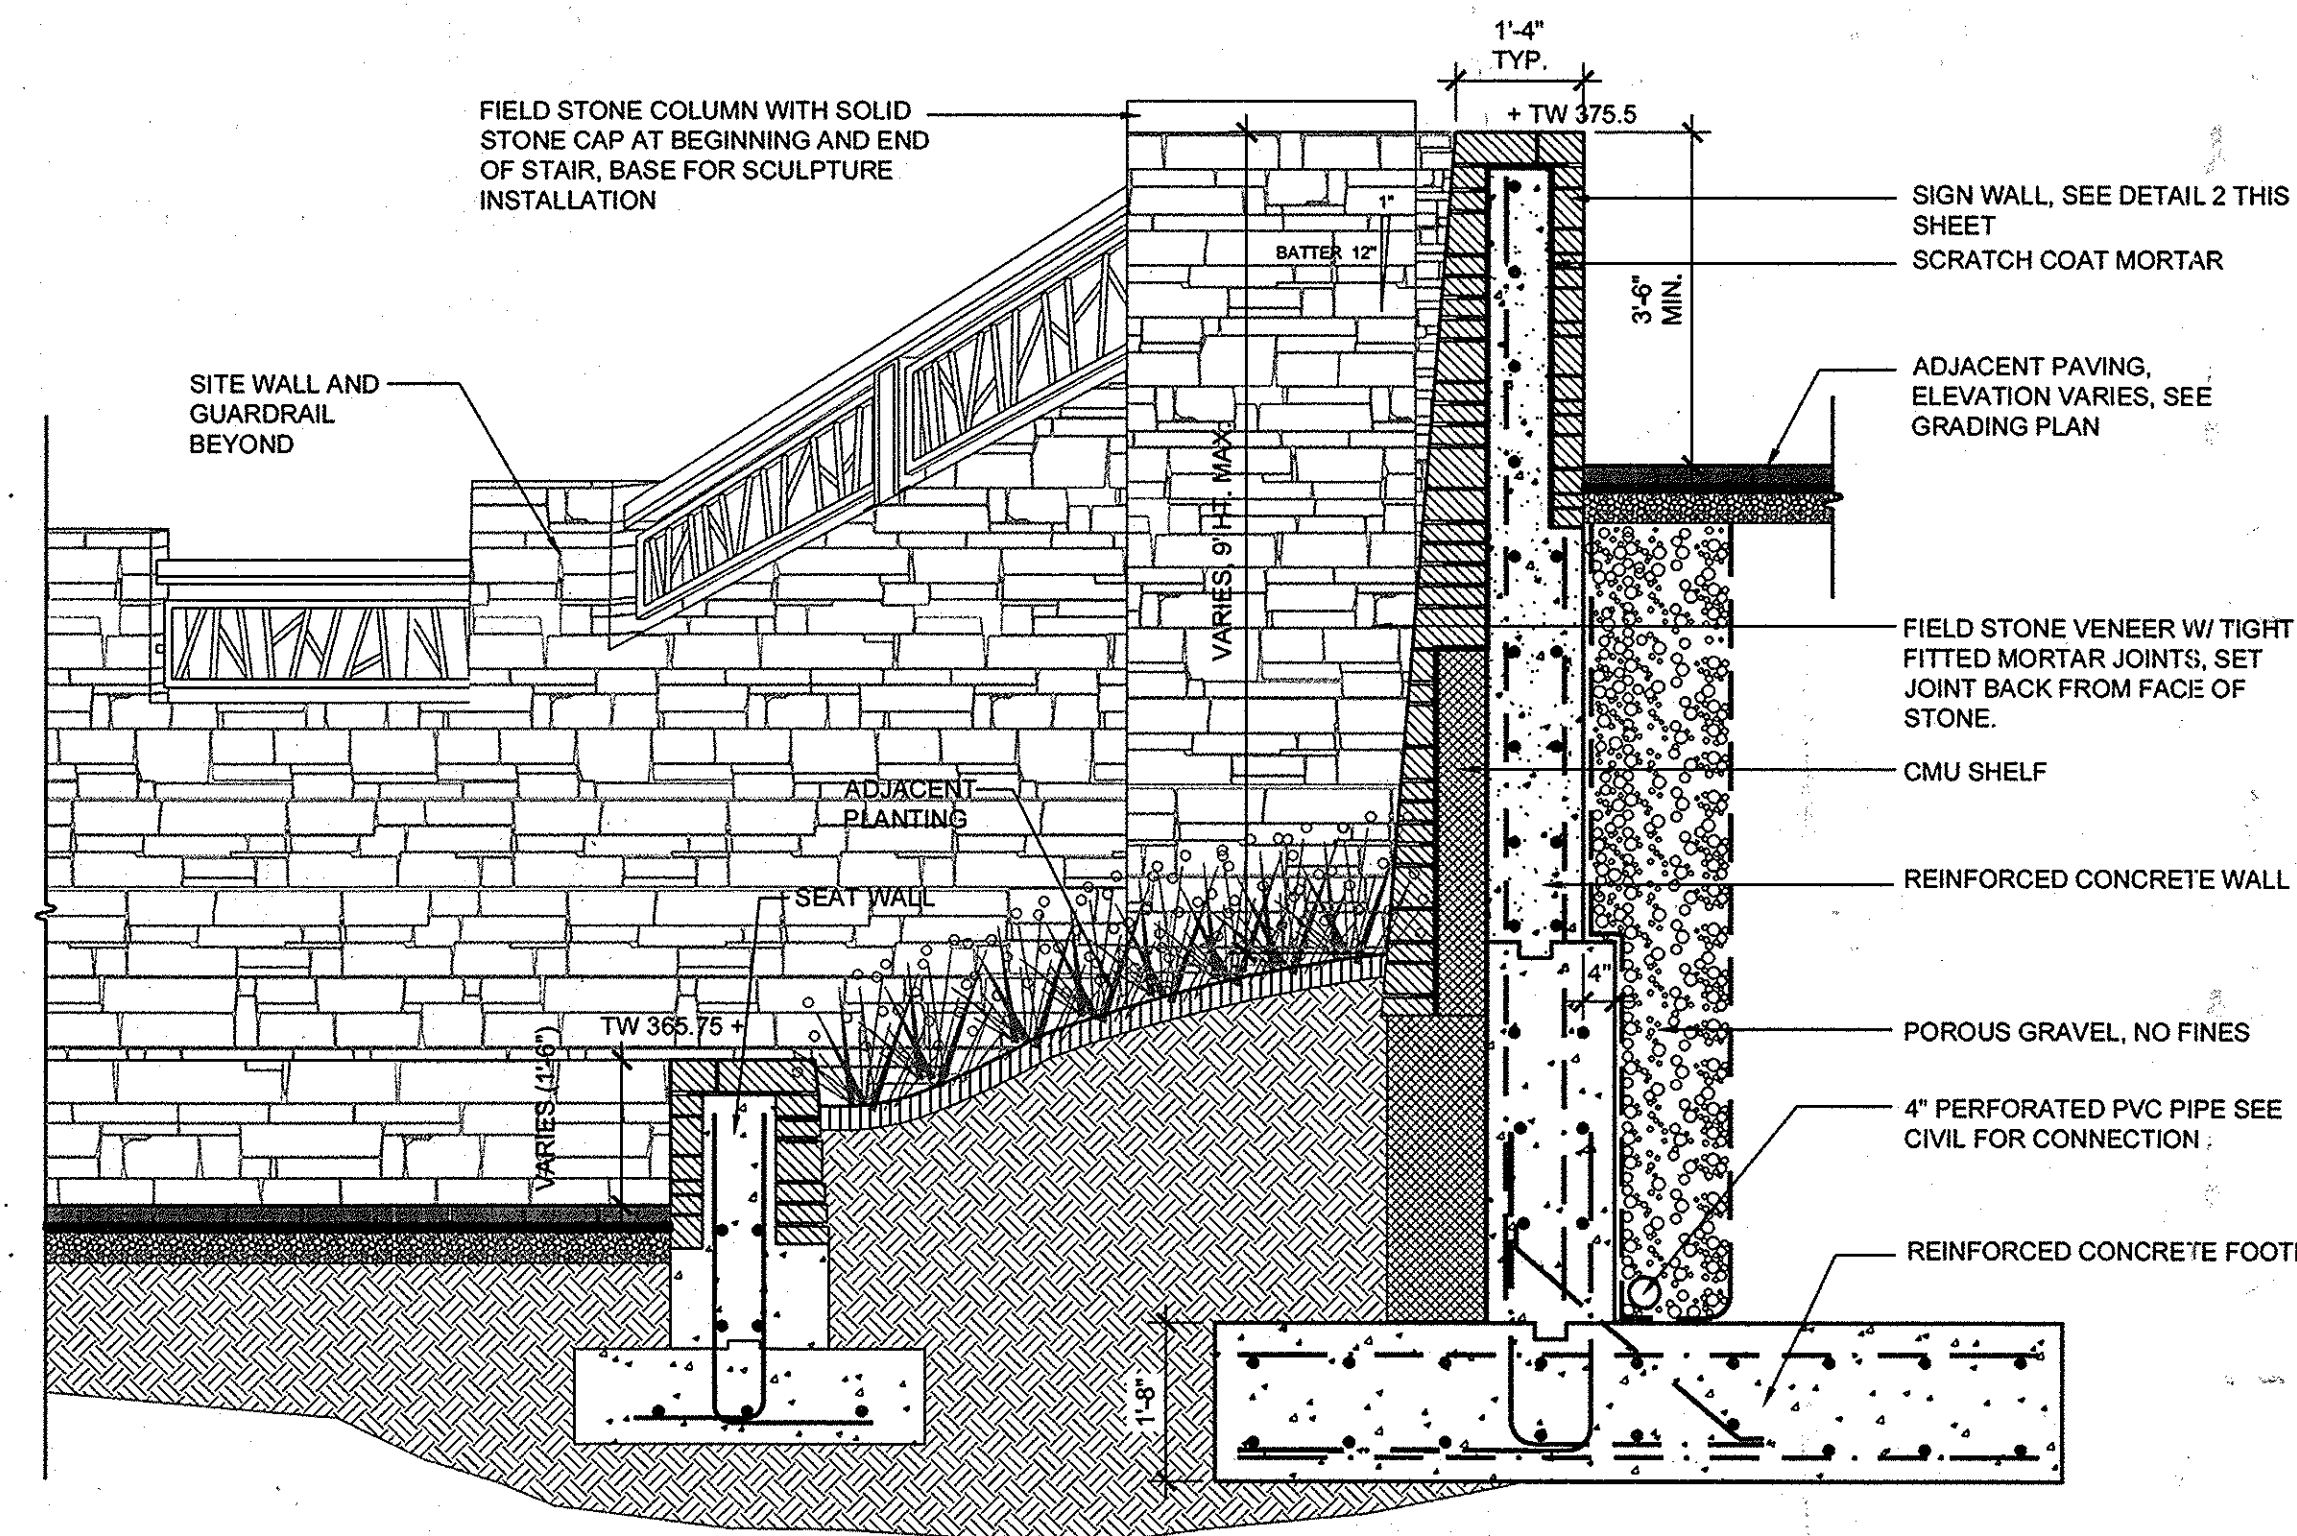 1'-4"
TYP.
+ TW 375.5
FIELD STONE COLUMN WITH SOLID
STONE CAP AT BEGINNING AND END
OF STAIR, BASE FOR SCULPTURE
INSTALLATION
1"
BATTER 12"
SIGN WALL, SEE DETAIL 2 THIS
SHEET
SCRATCH COAT MORTAR
3'-6"
MIN.
SITE WALL AND
GUARDRAIL
BEYOND
ADJACENT PAVING,
ELEVATION VARIES, SEE
GRADING PLAN
VARIES, 9' HT. MAX.
FIELD STONE VENEER W/ TIGHT
FITTED MORTAR JOINTS, SET
JOINT BACK FROM FACE OF
STONE.
CMU SHELF
ADJACENT
PLANTING
SEAT WALL
REINFORCED CONCRETE WALL
4"
TW 365.75 +
VARIES (1'-6")
POROUS GRAVEL, NO FINES
4" PERFORATED PVC PIPE SEE
CIVIL FOR CONNECTION
REINFORCED CONCRETE
1'-8"